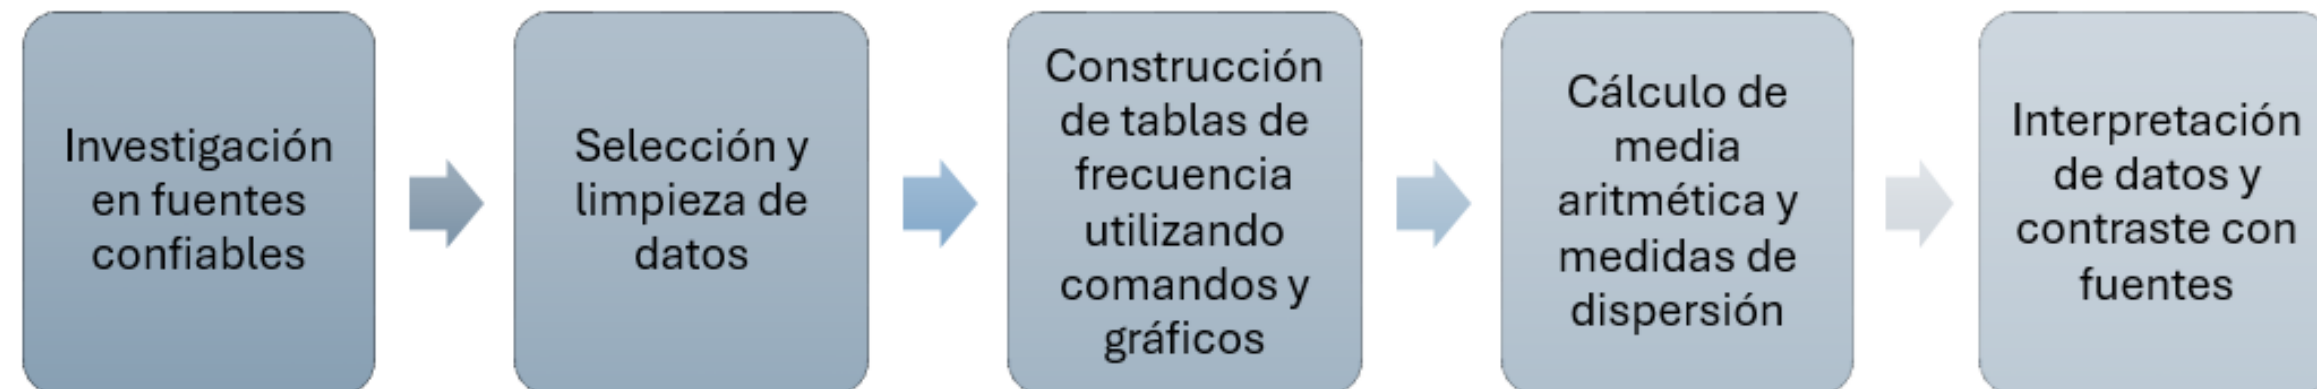 Investigación
en fuentes
confiables
Selección y
limpieza de
datos
Construcción
de tablas de
frecuencia
utilizando
comandos y
gráficos
Cálculo de
media
aritmética y
medidas de
dispersión
Interpretación
de datos y
contraste con
fuentes